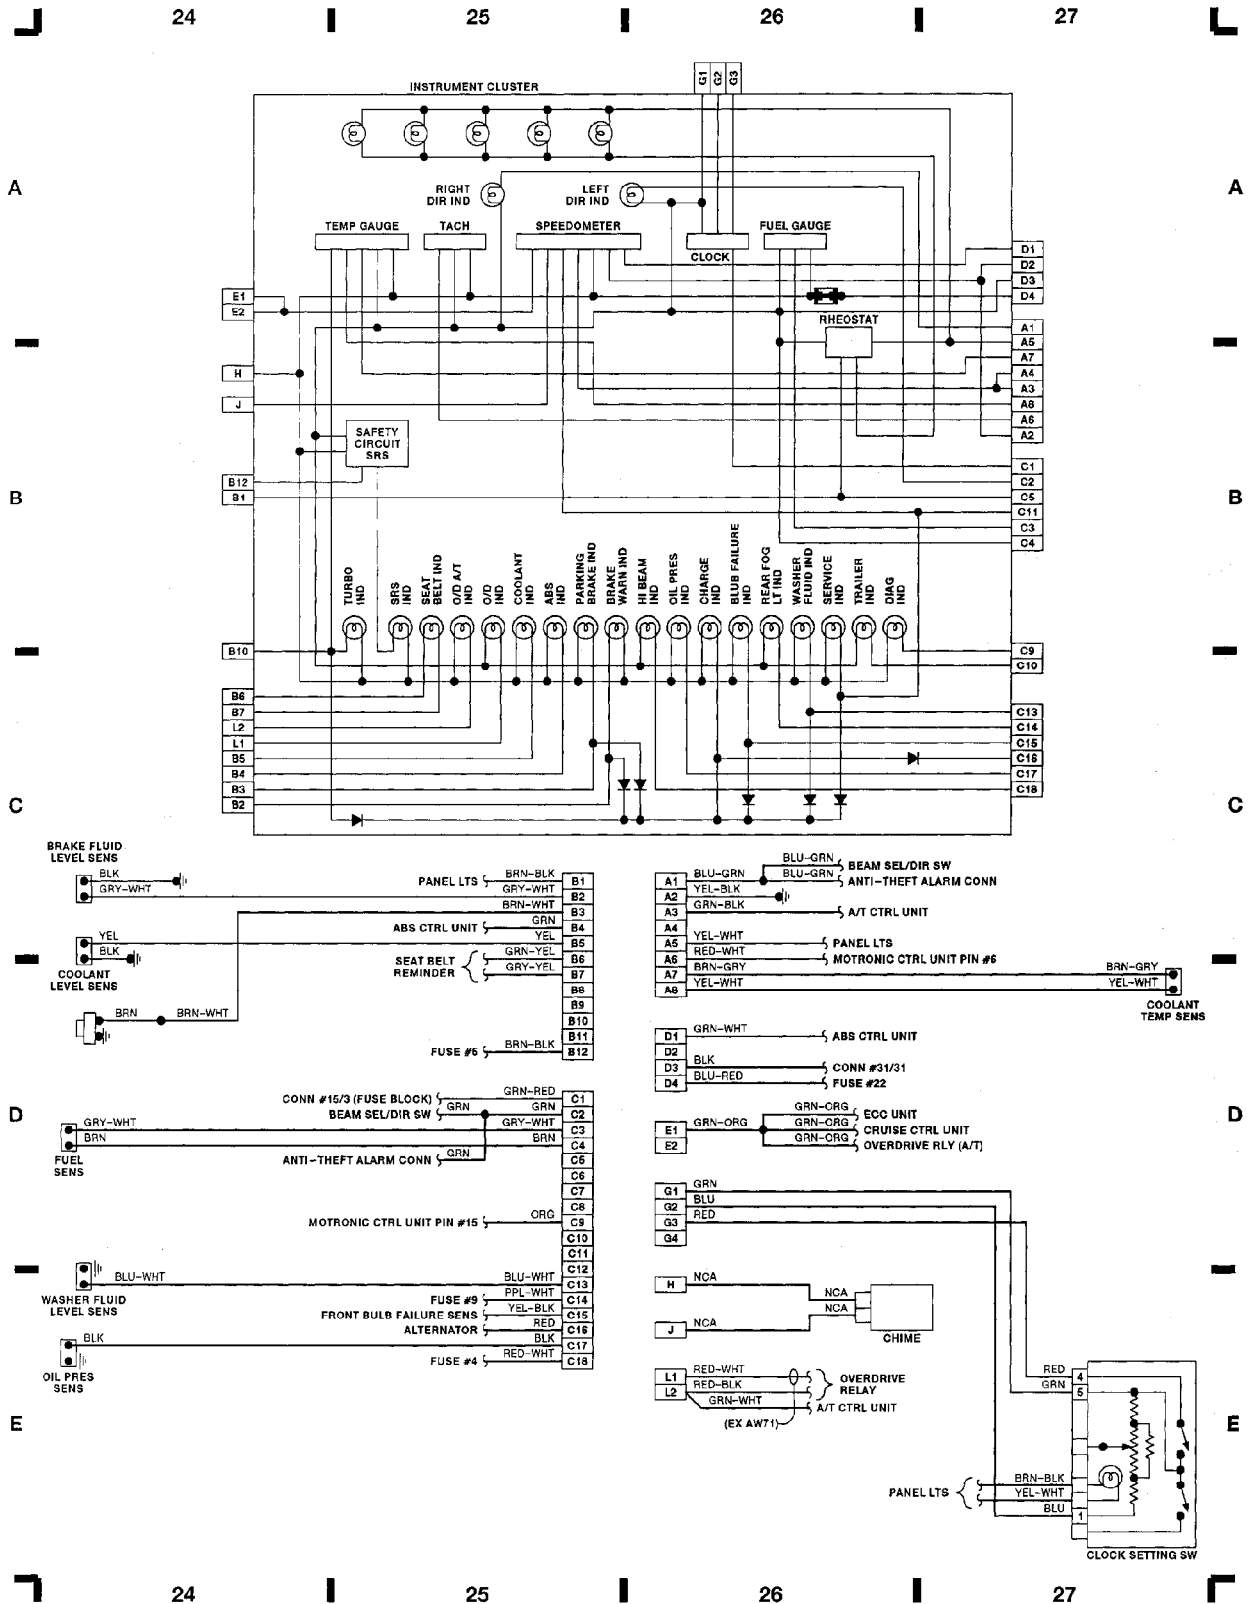 24 25 26 27
G1 G2 G3
INSTRUMENT CLUSTER
A A
RIGHT
DIR IND
LEFT
DIR IND
TEMP GAUGE TACH SPEEDOMETER FUEL GAUGE
CLOCK
D1
D2
D3
E1 D4
E2
RHEOSTAT
A1
A5
A7
H A4
A3
J A8
A6
A2
SAFETY
CIRCUIT
SRS
C1
B12 C2
B B1 C5 B
C11
C3
C4
TURBO
IND
SRS
IND
SEAT
BELT IND
O/D A/T
IND
O/D
IND
COOLANT
IND
ABS
IND
PARKING
BRAKE IND
BRAKE
WARN IND
HI BEAM
IND
OIL PRES
IND
CHARGE
IND
BLUB FAILURE
IND
REAR FOG
LT IND
WASHER
FLUID IND
SERVICE
IND
TRAILER
IND
DIAG
IND
B10 C9
C10
B6
B7 C13
L2 C14
L1 C15
B5 C16
B4 C17
B3 C18
C B2 C
BRAKE FLUID
LEVEL SENS
BLK
GRY-WHT
YEL
BLK
COOLANT
LEVEL SENS
BRN BRN-WHT
PANEL LTS BRN-BLK B1
GRY-WHT B2
BRN-WHT B3
ABS CTRL UNIT GRN B4
YEL B5
SEAT BELT
REMINDER
GRN-YEL B6
GRY-YEL B7
B8
B9
B10
B11
FUSE #6 BRN-BLK B12
BLU-GRN BEAM SEL/DIR SW
A1 BLU-GRN BLU-GRN ANTI-THEFT ALARM CONN
A2 YEL-BLK
A3 GRN-BLK A/T CTRL UNIT
A4
A5 YEL-WHT PANEL LTS
A6 RED-WHT MOTRONIC CTRL UNIT PIN #6
A7 BRN-GRY BRN-GRY
A8 YEL-WHT YEL-WHT
COOLANT
TEMP SENS
D1 GRN-WHT ABS CTRL UNIT
D2
D3 BLK CONN #31/31
D4 BLU-RED FUSE #22
D D
CONN #15/3 (FUSE BLOCK) GRN-RED C1
BEAM SEL/DIR SW GRN GRN C2
GRY-WHT GRY-WHT C3
BRN BRN C4
FUEL
SENS
ANTI-THEFT ALARM CONN GRN C5
C6
C7
C8
MOTRONIC CTRL UNIT PIN #15 ORG C9
C10
C11
C12
BLU-WHT BLU-WHT C13
WASHER FLUID
LEVEL SENS
FUSE #9 PPL-WHT C14
FRONT BULB FAILURE SENS YEL-BLK C15
ALTERNATOR RED C16
BLK BLK C17
FUSE #4 RED-WHT C18
OIL PRES
SENS
GRN-ORG ECC UNIT
E1 GRN-ORG GRN-ORG CRUISE CTRL UNIT
E2 GRN-ORG OVERDRIVE RLY (A/T)
G1 GRN
G2 BLU
G3 RED
G4
H NCA NCA
J NCA NCA
CHIME
L1 RED-WHT
L2 RED-BLK
OVERDRIVE
RELAY
GRN-WHT A/T CTRL UNIT
(EX AW71)
E E
RED 4
GRN 5
PANEL LTS
BRN-BLK
YEL-WHT
BLU 1
CLOCK SETTING SW
24 25 26 27